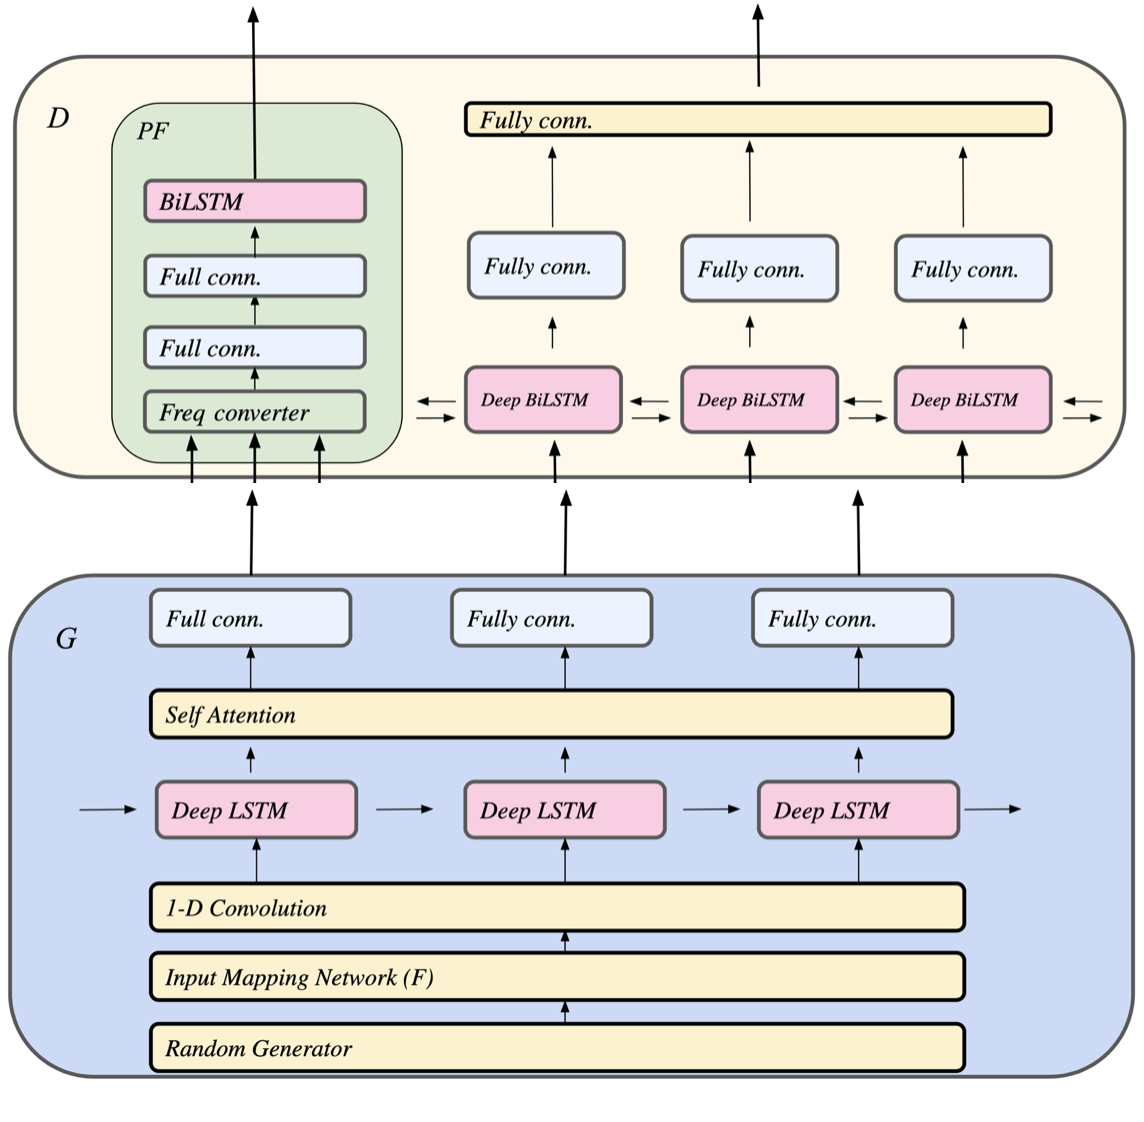 D
PF
Fully conn.
BiLSTM
Full conn.
Full conn.
Freq converter
Fully conn.
Fully conn.
Fully conn.
Deep BiLSTM
Deep BiLSTM
Deep BiLSTM
G
Full conn.
Fully conn.
Fully conn.
Self Attention
Deep LSTM
Deep LSTM
Deep LSTM
1-D Convolution
Input Mapping Network (F)
Random Generator